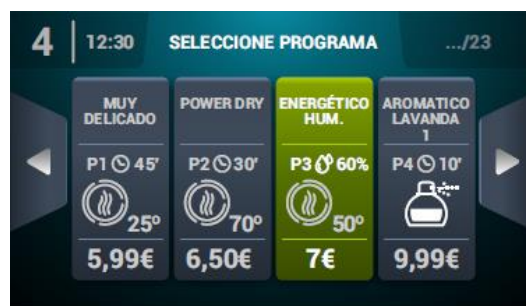 4 12:30 SELECCIONE PROGRAMA .../23
MUY
DELICADO
P1 45'
25º
5,99€
POWER DRY
P2 30'
70º
6,50€
ENERGÉTICO
HUM.
P3 60%
50º
7€
AROMATICO
LAVANDA
1
P4 10'
9,99€